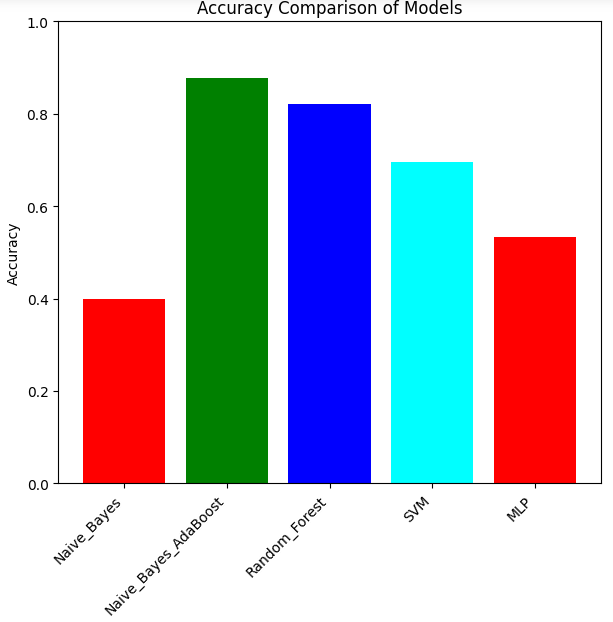 Accuracy Comparison of Models
1.0
0.8
0.6
0.4
0.2
0.0
Accuracy
Naive_Bayes
Naive_Bayes_AdaBoost
Random_Forest
SVM
MLP